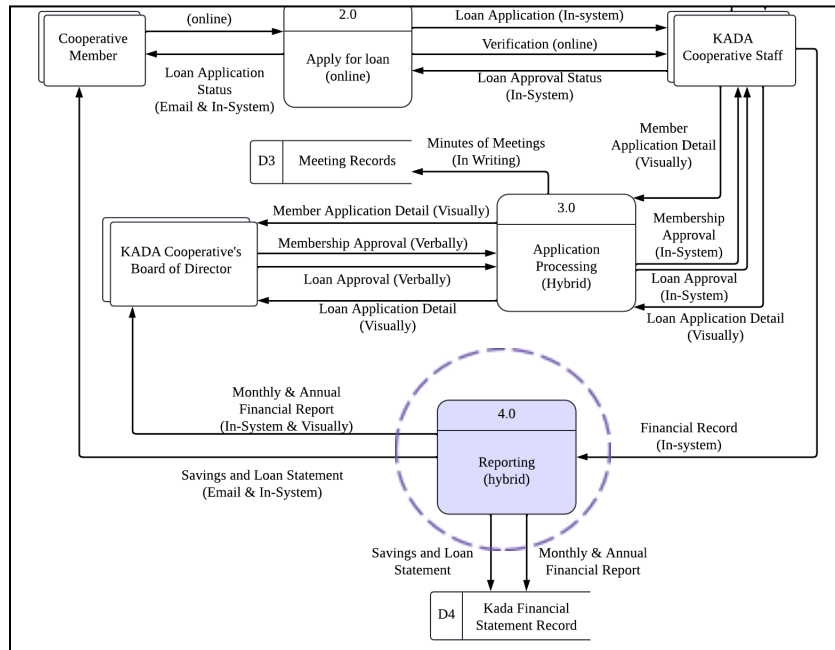 (online)
2.0
Loan Application (In-system)
Cooperative
Member
Apply for loan
(online)
Verification (online)
KADA
Cooperative Staff
Loan Application
Status
(Email & In-System)
Loan Approval Status
(In-System)
Minutes of Meetings
(In Writing)
Member
Application Detail
(Visually)
D3
Meeting Records
Member Application Detail (Visually)
3.0
Membership
Approval
(In-System)
KADA Cooperative's
Board of Director
Membership Approval (Verbally)
Application
Processing
(Hybrid)
Loan Approval (Verbally)
Loan Approval
(In-System)
Loan Application Detail
(Visually)
Loan Application Detail
(Visually)
Monthly & Annual
Financial Report
(In-System & Visually)
4.0
Financial Record
(In-system)
Reporting
(hybrid)
Savings and Loan Statement
(Email & In-System)
Savings and Loan
Statement
Monthly & Annual
Financial Report
D4
Kada Financial
Statement Record